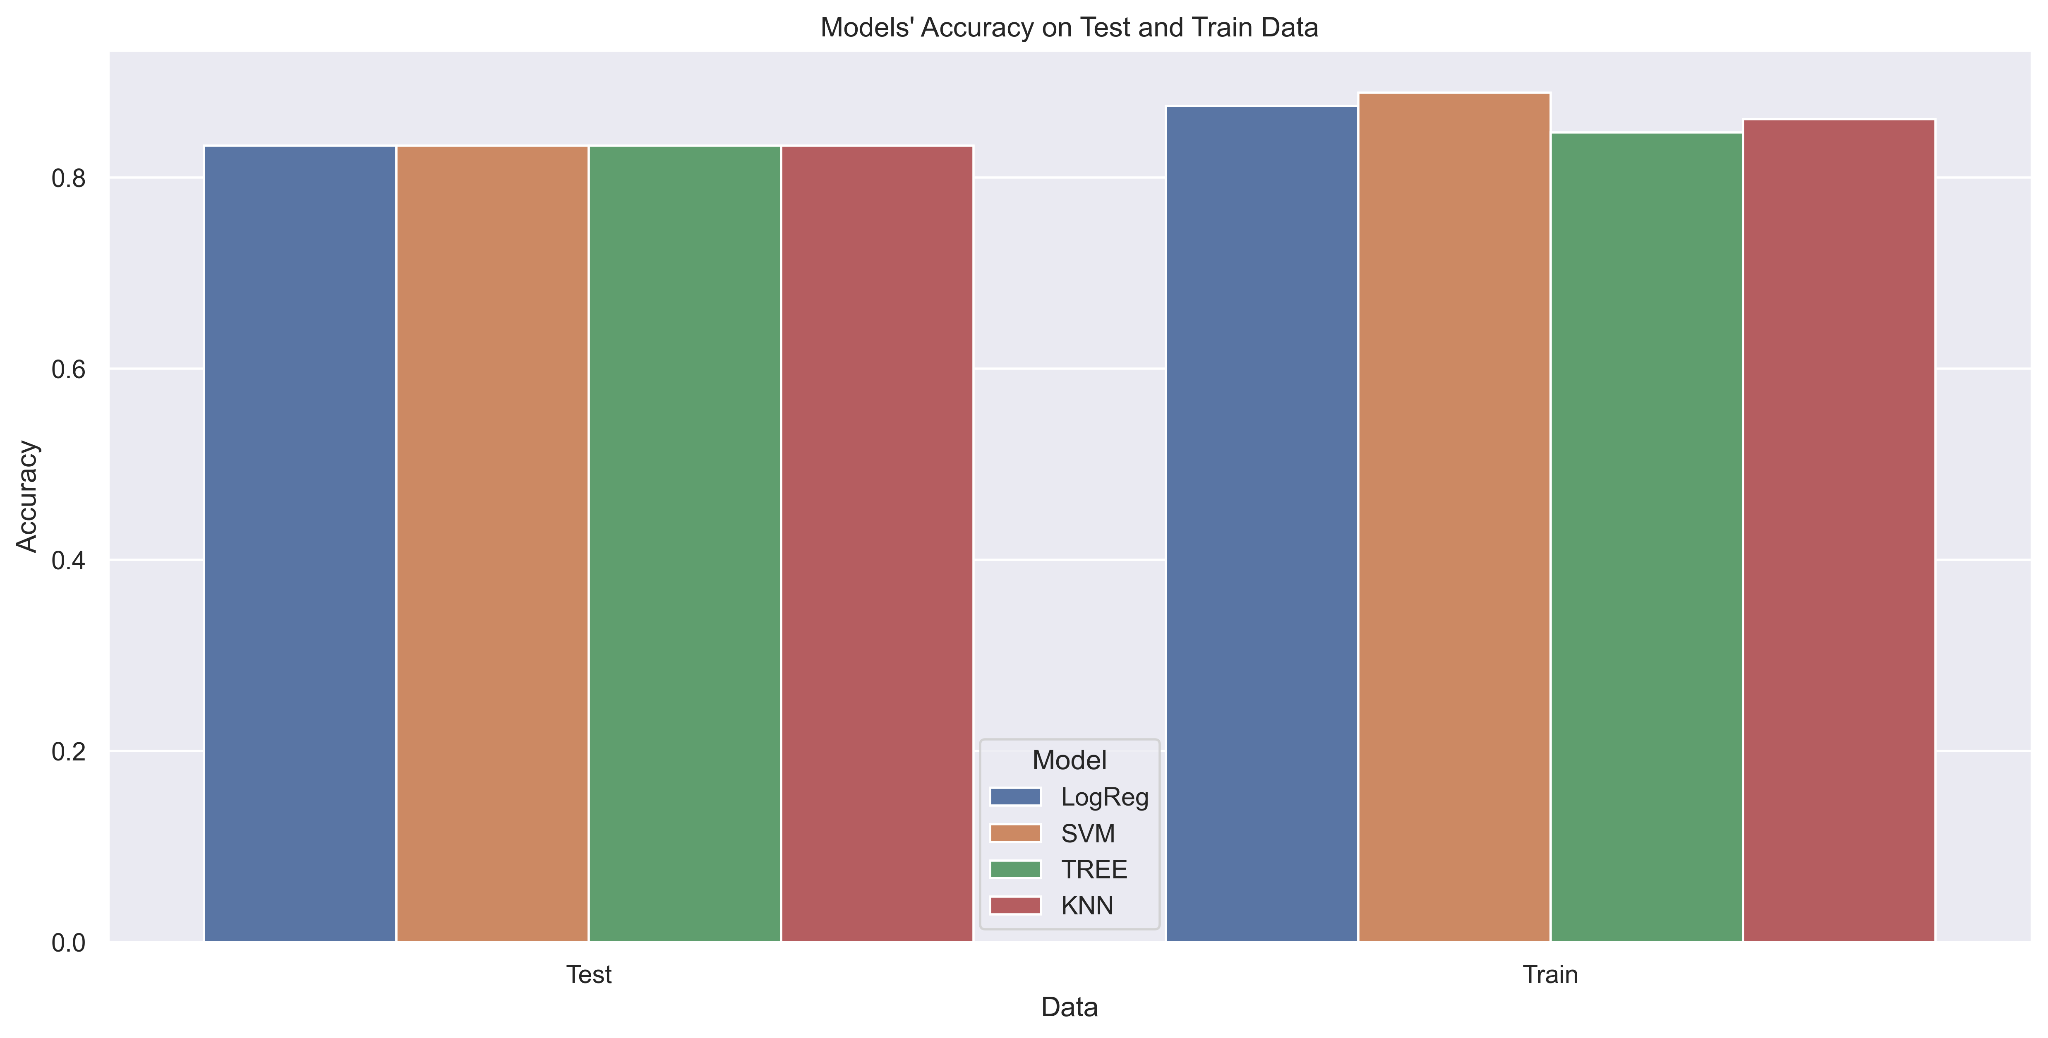 Models' Accuracy on Test and Train Data
Accuracy
0.8
0.6
0.4
0.2
0.0
Model
LogReg
SVM
TREE
KNN
Test
Train
Data